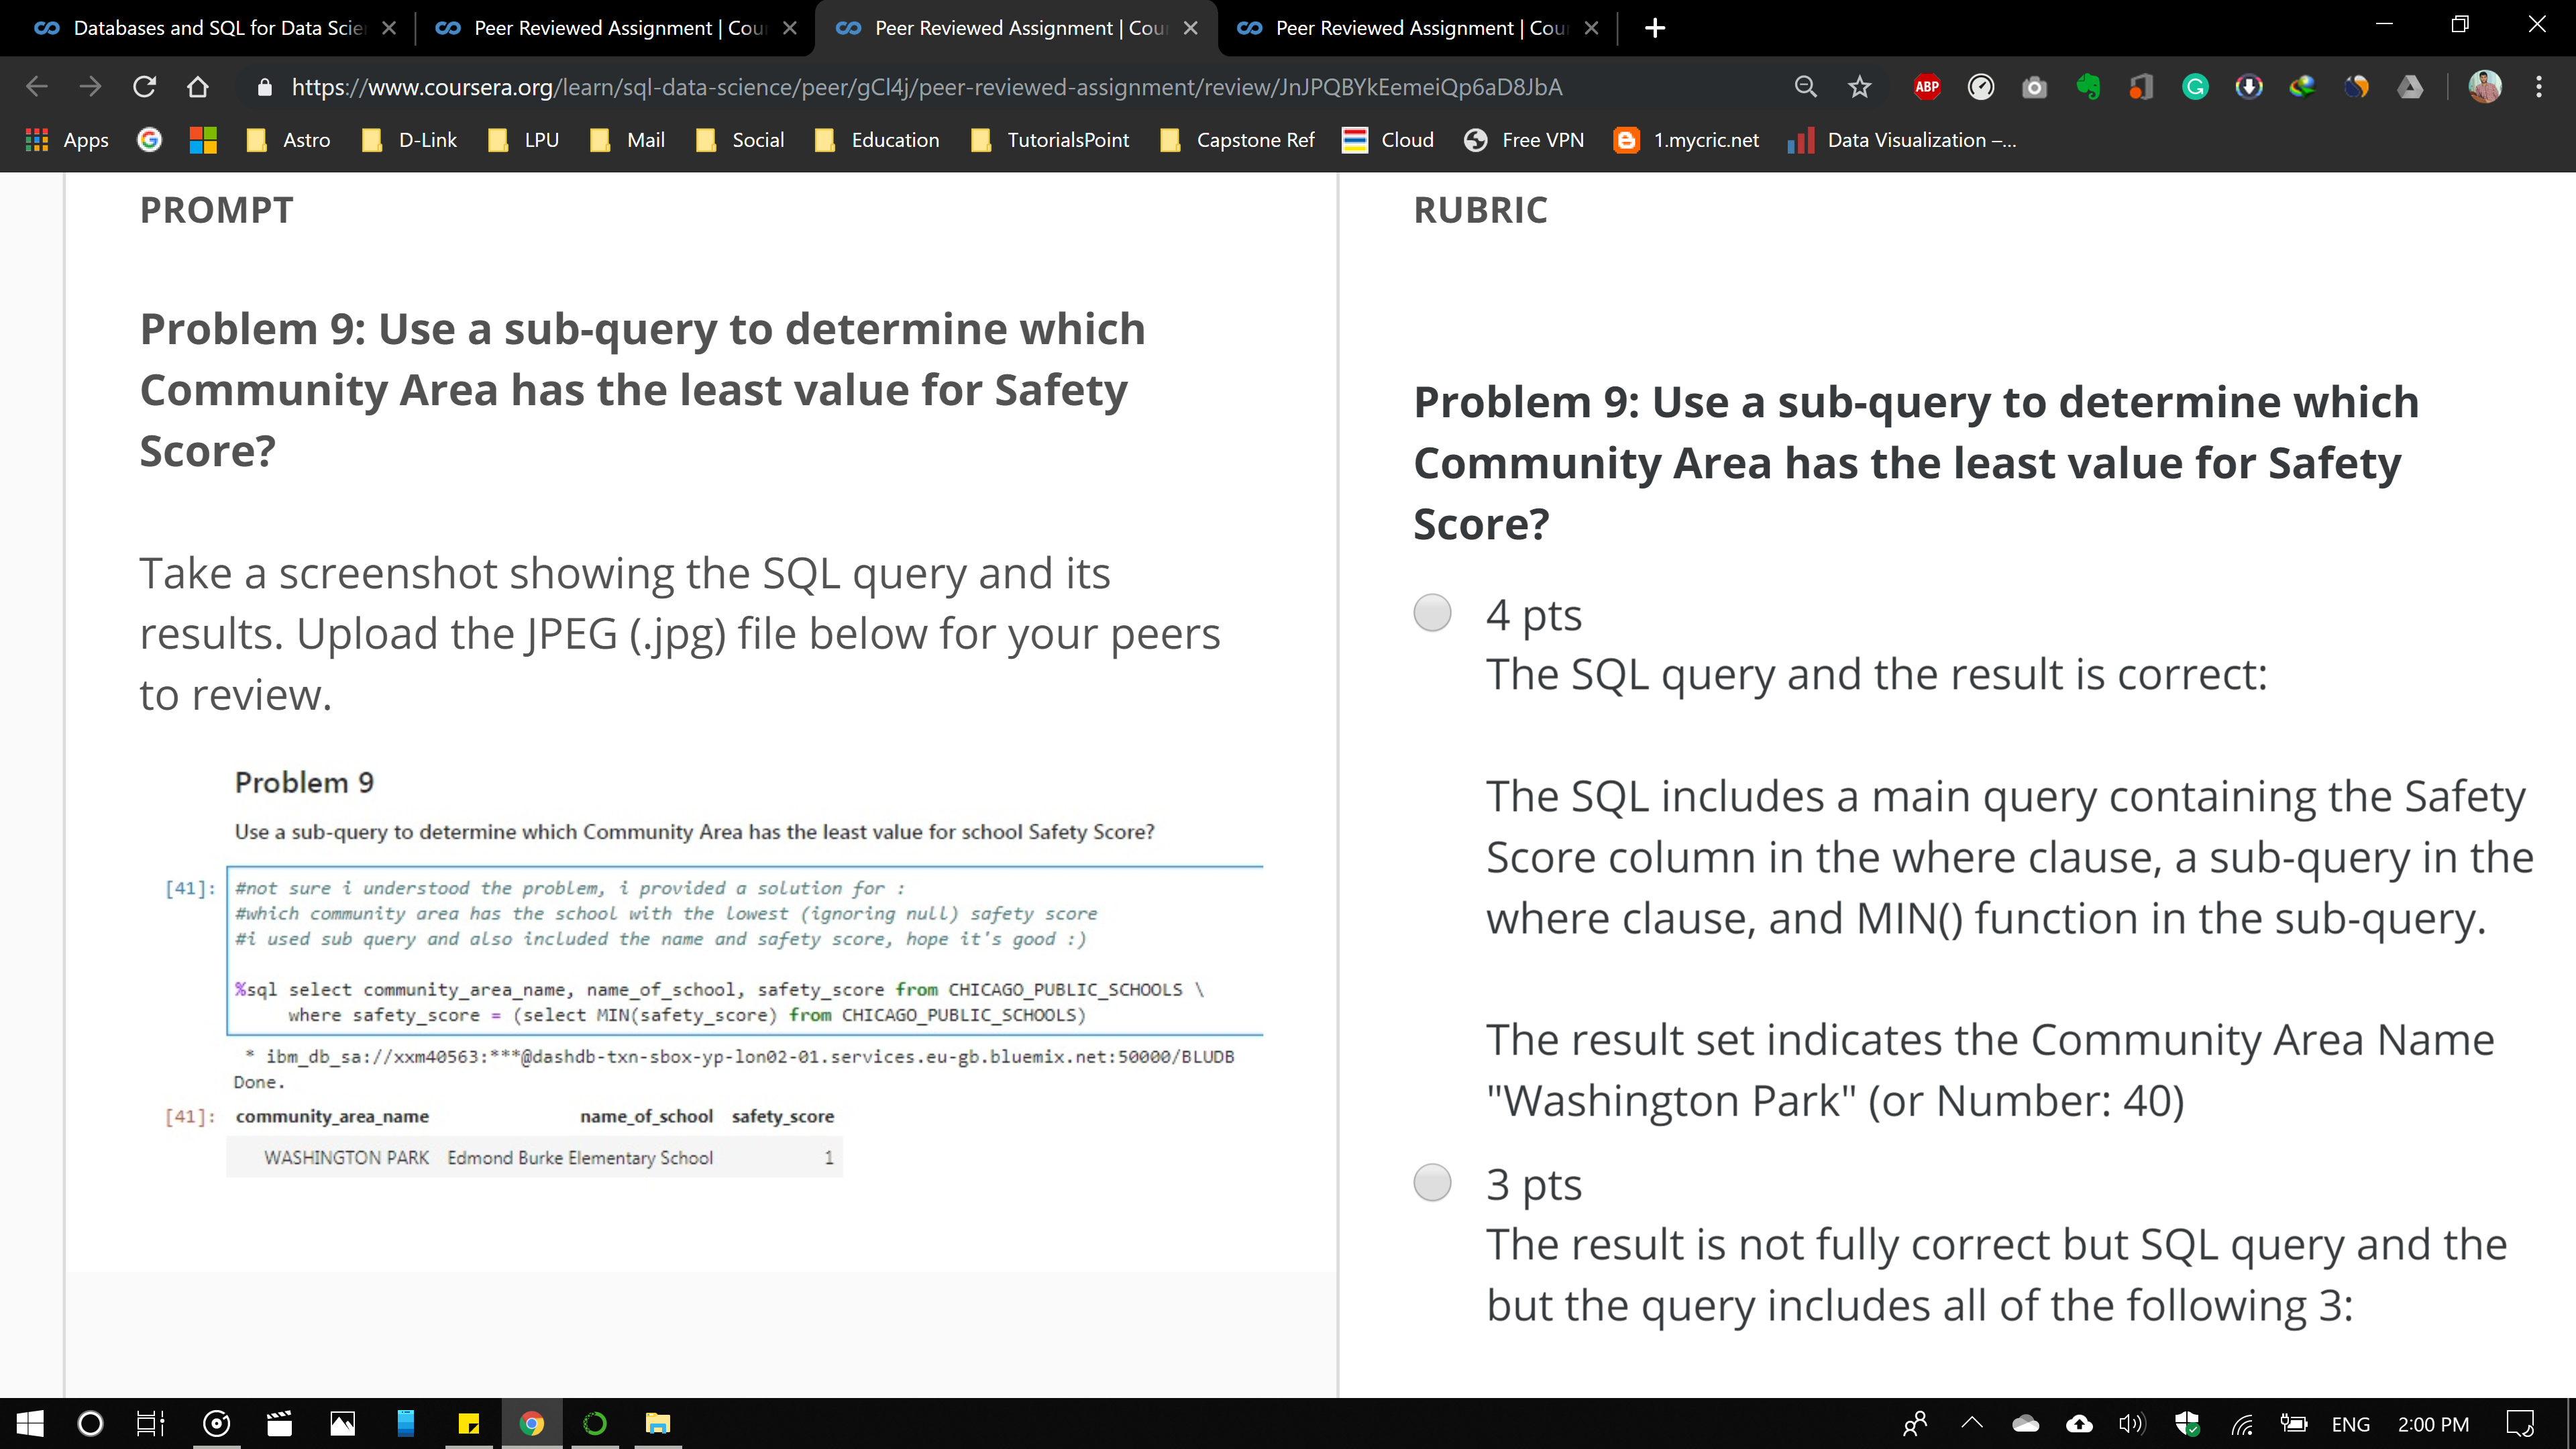 Databases and SQL for Data Scie
Peer Reviewed Assignment | Cou
Peer Reviewed Assignment | Cou
Peer Reviewed Assignment | Cou
https://www.coursera.org/learn/sql-data-science/peer/gCl4j/peer-reviewed-assignment/review/JnJPQBYkEemeiQp6aD8JbA
ABP
Apps
Astro
D-Link
LPU
Mail
Social
Education
TutorialsPoint
Capstone Ref
Cloud
Free VPN
1.mycric.net
Data Visualization –...
PROMPT
Problem 9: Use a sub-query to determine which
Community Area has the least value for Safety
Score?
Take a screenshot showing the SQL query and its
results. Upload the JPEG (.jpg) file below for your peers
to review.
Problem 9
Use a sub-query to determine which Community Area has the least value for school Safety Score?
[41]: #not sure i understood the problem, i provided a solution for :
#which community area has the school with the lowest (ignoring null) safety score
#i used sub query and also included the name and safety score, hope it's good :)
%sql select community_area_name, name_of_school, safety_score from CHICAGO_PUBLIC_SCHOOLS \
where safety_score = (select MIN(safety_score) from CHICAGO_PUBLIC_SCHOOLS)
* ibm_db_sa://xxm40563:***@dashdb-txn-sbox-yp-lon02-01.services.eu-gb.bluemix.net:50000/BLUDB
Done.
[41]: community_area_name name_of_school safety_score
WASHINGTON PARK Edmond Burke Elementary School 1
RUBRIC
Problem 9: Use a sub-query to determine which
Community Area has the least value for Safety
Score?
4 pts
The SQL query and the result is correct:
The SQL includes a main query containing the Safety
Score column in the where clause, a sub-query in the
where clause, and MIN() function in the sub-query.
The result set indicates the Community Area Name
"Washington Park" (or Number: 40)
3 pts
The result is not fully correct but SQL query and the
but the query includes all of the following 3:
ENG
2:00 PM